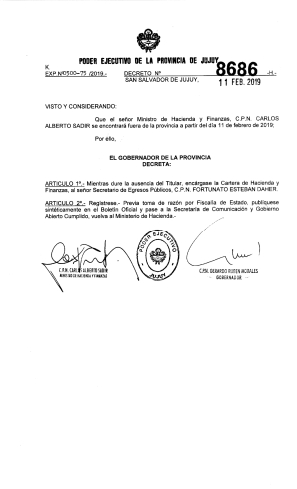 PODER EJECUTIVO DE LA PROVINCIA DE JUJUY
K.
EXP.Nº0500-75/2019.- DECRETO Nº 8686 -H.-
SAN SALVADOR DE JUJUY, 11 FEB. 2019
VISTO Y CONSIDERANDO:
Que el señor Ministro de Hacienda y Finanzas, C.P.N. CARLOS
ALBERTO SADIR se encontrará fuera de la provincia a partir del día 11 de febrero de 2019;
Por ello,
EL GOBERNADOR DE LA PROVINCIA
DECRETA:
ARTICULO 1º.- Mientras dure la ausencia del Titular, encárgase la Cartera de Hacienda y
Finanzas, al señor Secretario de Egresos Públicos, C.P.N. FORTUNATO ESTEBAN DAHER.
ARTICULO 2º.- Regístrese.- Previa toma de razón por Fiscalía de Estado, publíquese
sintéticamente en el Boletín Oficial y pase a la Secretaría de Comunicación y Gobierno
Abierto Cumplido, vuelva al Ministerio de Hacienda.-
PODER EJECUTIVO
JUJUY
C.P.N. CARLOS ALBERTO SADIR
MINISTRO DE HACIENDA Y FINANZAS
C.P.N. GERARDO RUBEN MORALES
GOBERNADOR